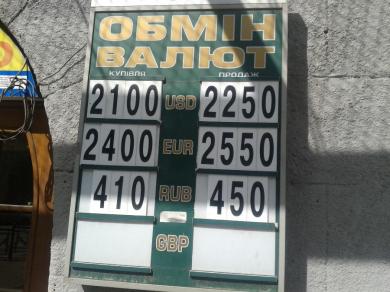 ОБМІН
ВАЛЮТ
КУПІВЛЯ ПРОДАЖ
2100 USD 2250
2400 EUR 2550
410 RUB 450
GBP